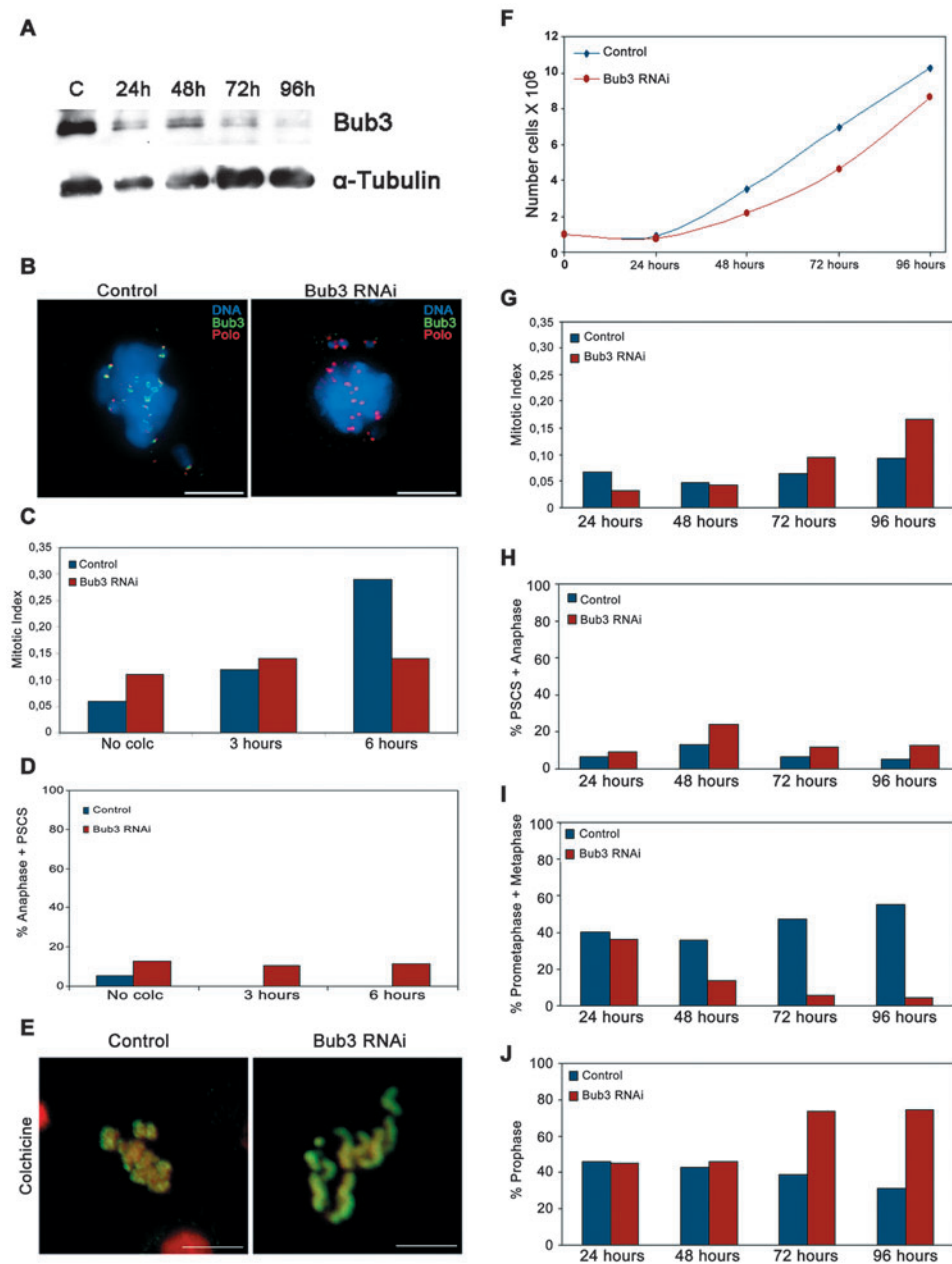 A
C 24h 48h 72h 96h
Bub3
α-Tubulin
B
Control Bub3 RNAi
DNA
Bub3
Polo
DNA
Bub3
Polo
C
Mitotic Index
0,35
0,30
0,25
0,20
0,15
0,10
0,05
0
Control
Bub3 RNAi
No colc 3 hours 6 hours
D
% Anaphase + PSCS
100
80
60
40
20
0
Control
Bub3 RNAi
No colc 3 hours 6 hours
E
Control Bub3 RNAi
Colchicine
F
Number cells X 10⁶
12
10
8
6
4
2
0
Control
Bub3 RNAi
0 24 hours 48 hours 72 hours 96 hours
G
Mitotic Index
0,35
0,30
0,25
0,20
0,15
0,10
0,05
0
Control
Bub3 RNAi
24 hours 48 hours 72 hours 96 hours
H
% PSCS + Anaphase
100
80
60
40
20
0
Control
Bub3 RNAi
24 hours 48 hours 72 hours 96 hours
I
% Prometaphase + Metaphase
100
80
60
40
20
0
Control
Bub3 RNAi
24 hours 48 hours 72 hours 96 hours
J
% Prophase
100
80
60
40
20
0
Control
Bub3 RNAi
24 hours 48 hours 72 hours 96 hours